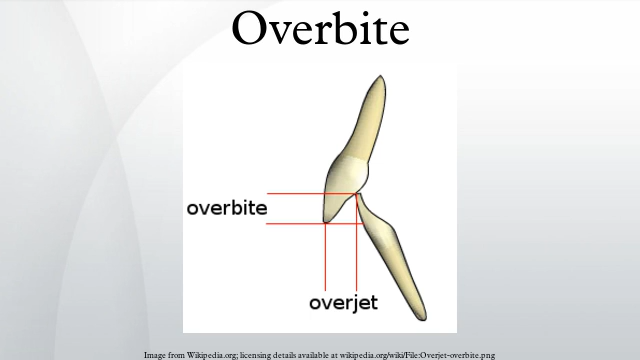 Overbite
overbite
overjet
Image from Wikipedia.org; licensing details available at wikipedia.org/wiki/File:Overjet-overbite.png